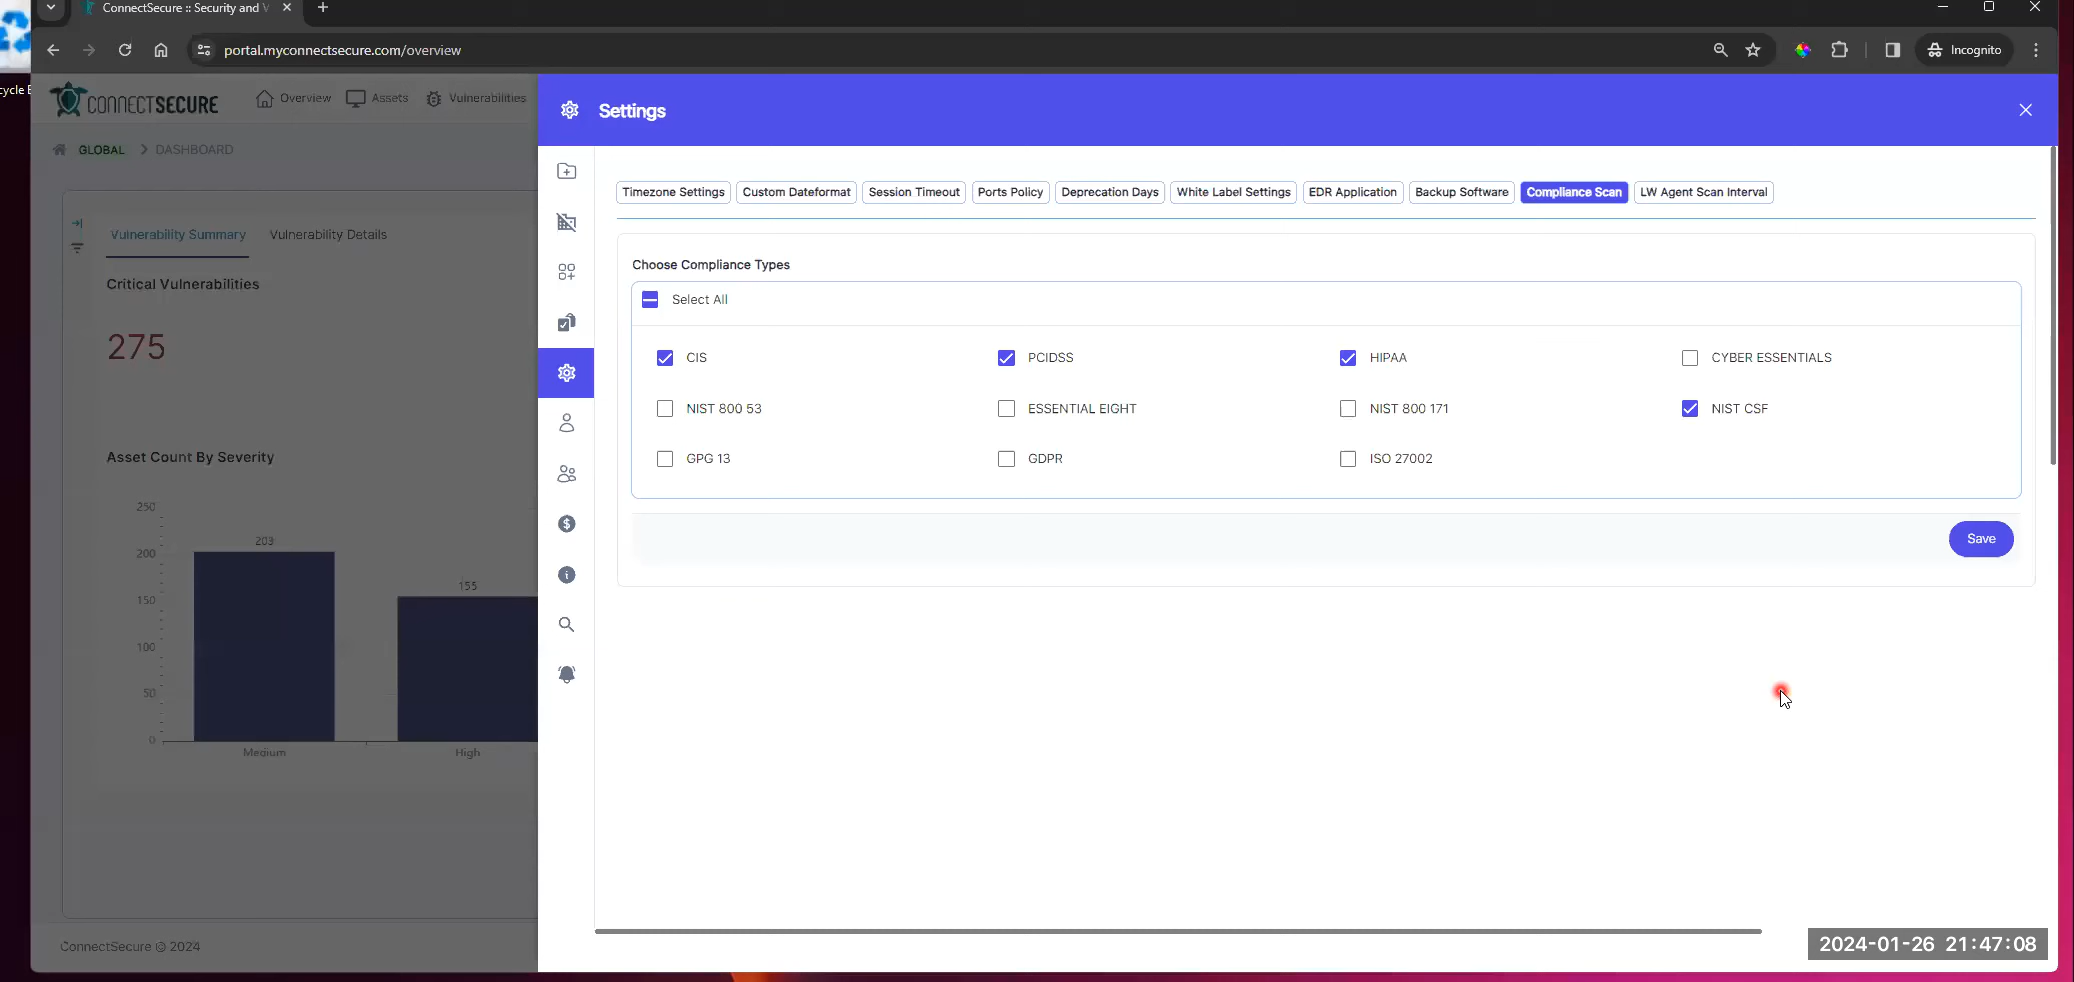 ConnectSecure :: Security and V
portal.myconnectsecure.com/overview
Incognito
cycle B
CONNECTSECURE
Overview
Assets
Vulnerabilities
Settings
GLOBAL > DASHBOARD
Timezone Settings
Custom Dateformat
Session Timeout
Ports Policy
Deprecation Days
White Label Settings
EDR Application
Backup Software
Compliance Scan
LW Agent Scan Interval
Vulnerability Summary
Vulnerability Details
Critical Vulnerabilities
275
Asset Count By Severity
250
200
150
100
50
0
203
155
Medium
High
Choose Compliance Types
Select All
CIS
PCIDSS
HIPAA
CYBER ESSENTIALS
NIST 800 53
ESSENTIAL EIGHT
NIST 800 171
NIST CSF
GPG 13
GDPR
ISO 27002
Save
ConnectSecure © 2024
2024-01-26 21:47:08